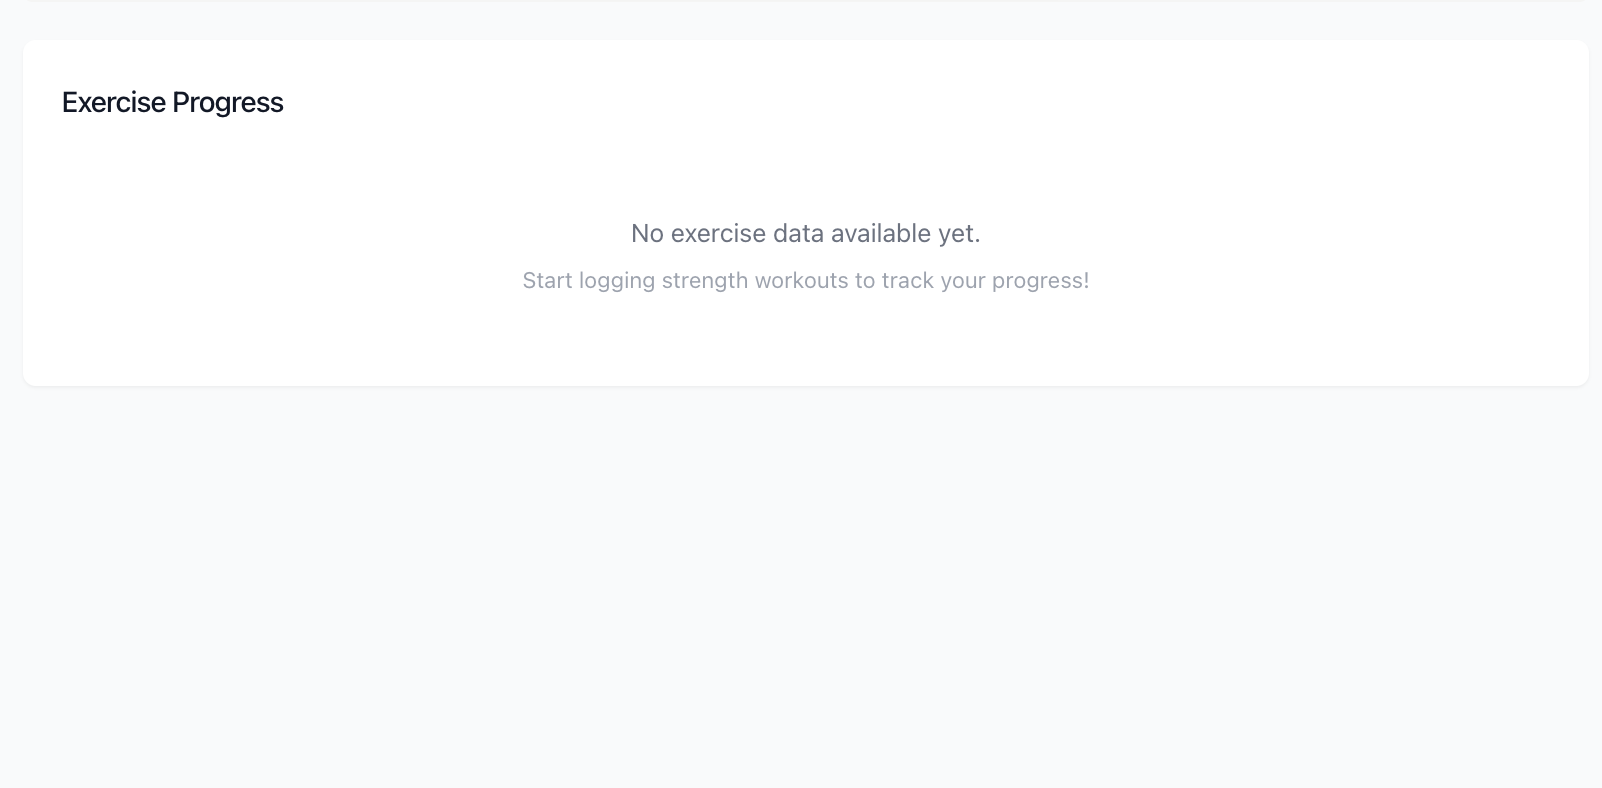 Exercise Progress
No exercise data available yet.
Start logging strength workouts to track your progress!